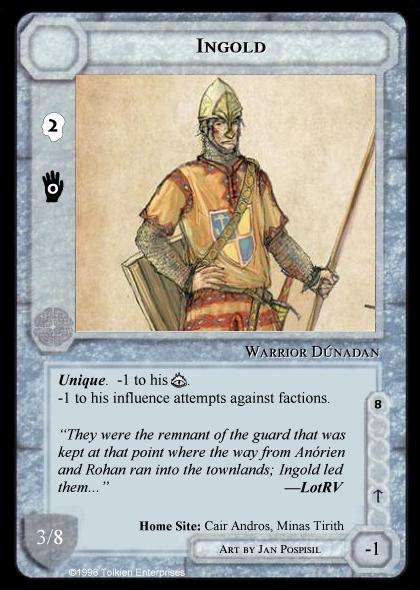 Ingold
2
Warrior Dúnadan
Unique. -1 to his
-1 to his influence attempts against factions.
8
“They were the remnant of the guard that was
kept at that point where the way from Anórien
and Rohan ran into the townlands; Ingold led
them...” —LotRV
Home Site: Cair Andros, Minas Tirith
3/8
Art by Jan Pospisil
-1
©1998 Tolkien Enterprises